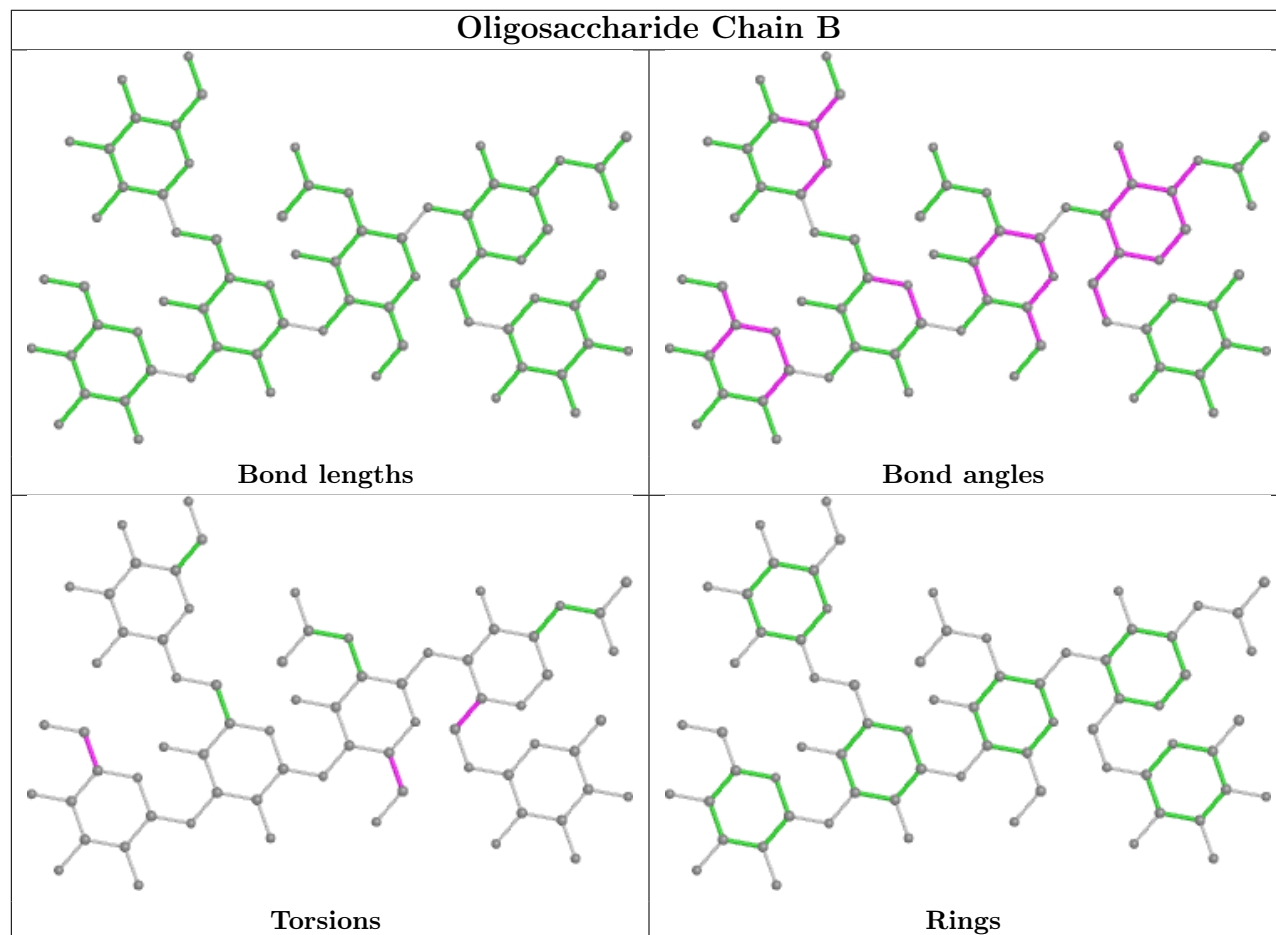 Oligosaccharide Chain B
Bond lengths
Bond angles
Torsions
Rings